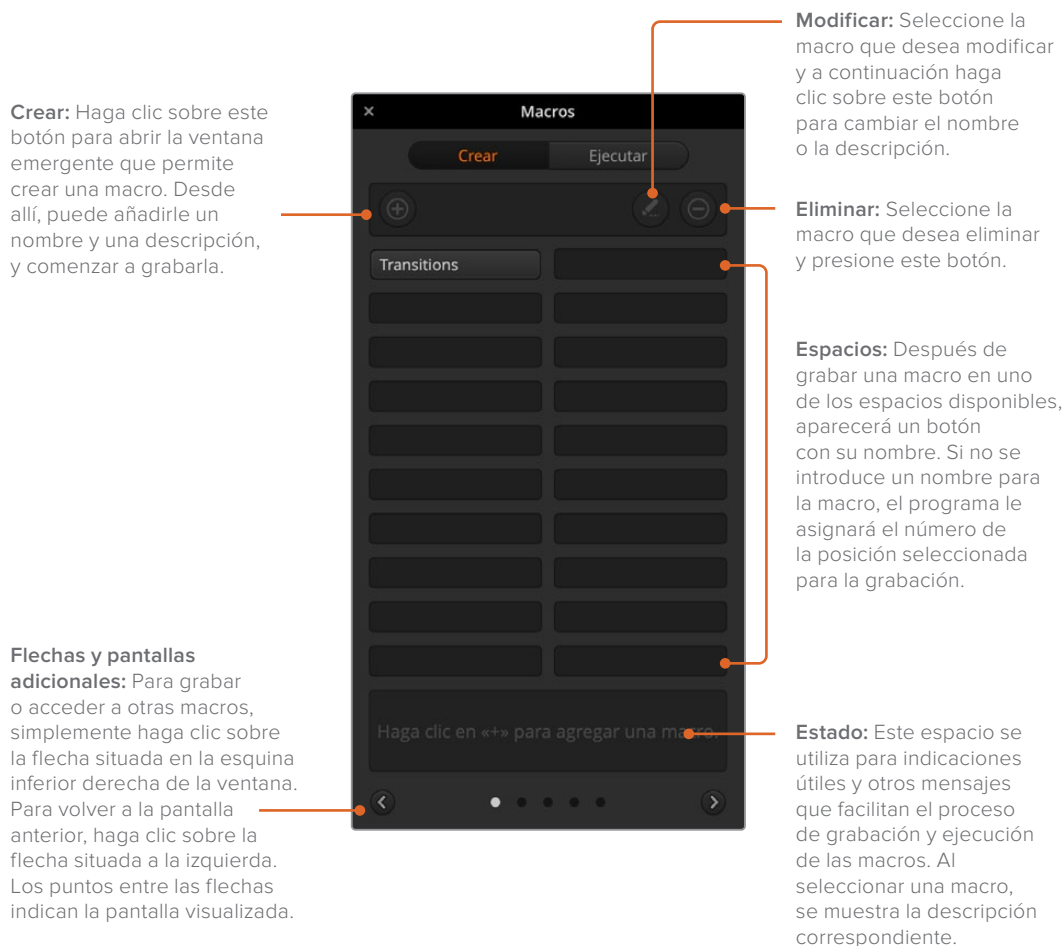 Modificar: Seleccione la
macro que desea modificar
y a continuación haga
clic sobre este botón
para cambiar el nombre
o la descripción.
Crear: Haga clic sobre este
botón para abrir la ventana
emergente que permite
crear una macro. Desde
allí, puede añadirle un
nombre y una descripción,
y comenzar a grabarla.
Macros
Crear
Ejecutar
Eliminar: Seleccione la
macro que desea eliminar
y presione este botón.
Transitions
Espacios: Después de
grabar una macro en uno
de los espacios disponibles,
aparecerá un botón
con su nombre. Si no se
introduce un nombre para
la macro, el programa le
asignará el número de
la posición seleccionada
para la grabación.
Flechas y pantallas
adicionales: Para grabar
o acceder a otras macros,
simplemente haga clic sobre
la flecha situada en la esquina
inferior derecha de la ventana.
Para volver a la pantalla
anterior, haga clic sobre la
flecha situada a la izquierda.
Los puntos entre las flechas
indican la pantalla visualizada.
Haga clic en «+» para agregar una macro.
Estado: Este espacio se
utiliza para indicaciones
útiles y otros mensajes
que facilitan el proceso
de grabación y ejecución
de las macros. Al
seleccionar una macro,
se muestra la descripción
correspondiente.